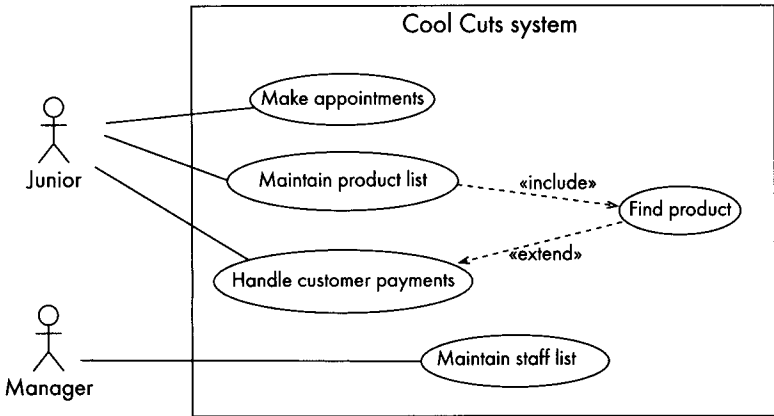 Cool Cuts system
Make appointments
Junior
Maintain product list
«include»
Find product
«extend»
Handle customer payments
Manager
Maintain staff list